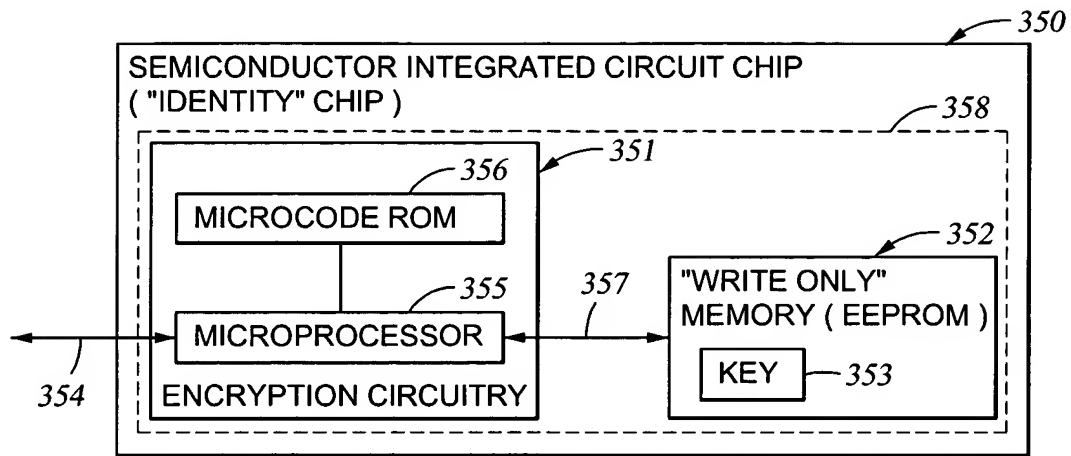 350
SEMICONDUCTOR INTEGRATED CIRCUIT CHIP
( "IDENTITY" CHIP )
358
351
356
MICROCODE ROM
352
"WRITE ONLY"
MEMORY ( EEPROM )
355
357
MICROPROCESSOR
KEY
353
354
ENCRYPTION CIRCUITRY